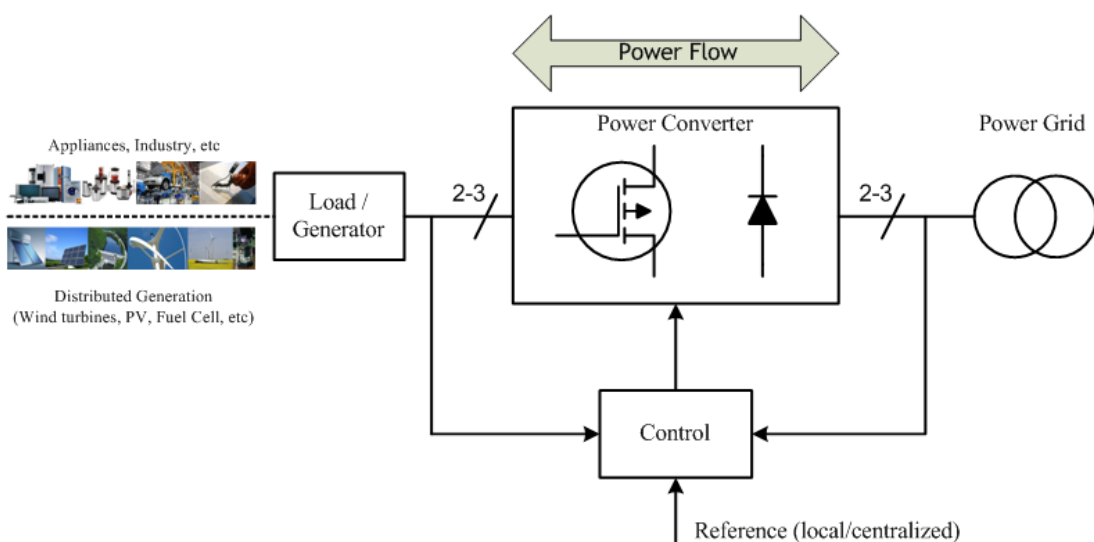 Power Flow
Power Converter
Power Grid
Appliances, Industry, etc
Load /
Generator
2-3
2-3
Distributed Generation
(Wind turbines, PV, Fuel Cell, etc)
Control
Reference (local/centralized)